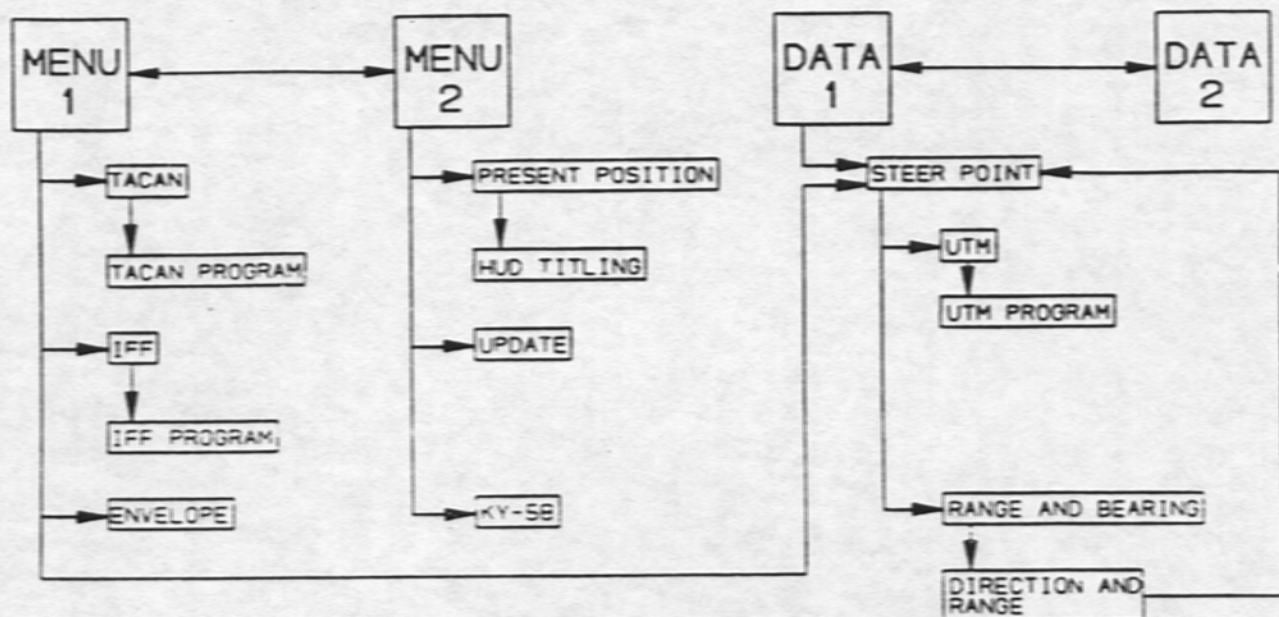 MENU
1
MENU
2
DATA
1
DATA
2
TACAN
TACAN PROGRAM
IFF
IFF PROGRAM
ENVELOPE
PRESENT POSITION
HUD TITLING
UPDATE
KY-58
STEER POINT
UTM
UTM PROGRAM
RANGE AND BEARING
DIRECTION AND
RANGE